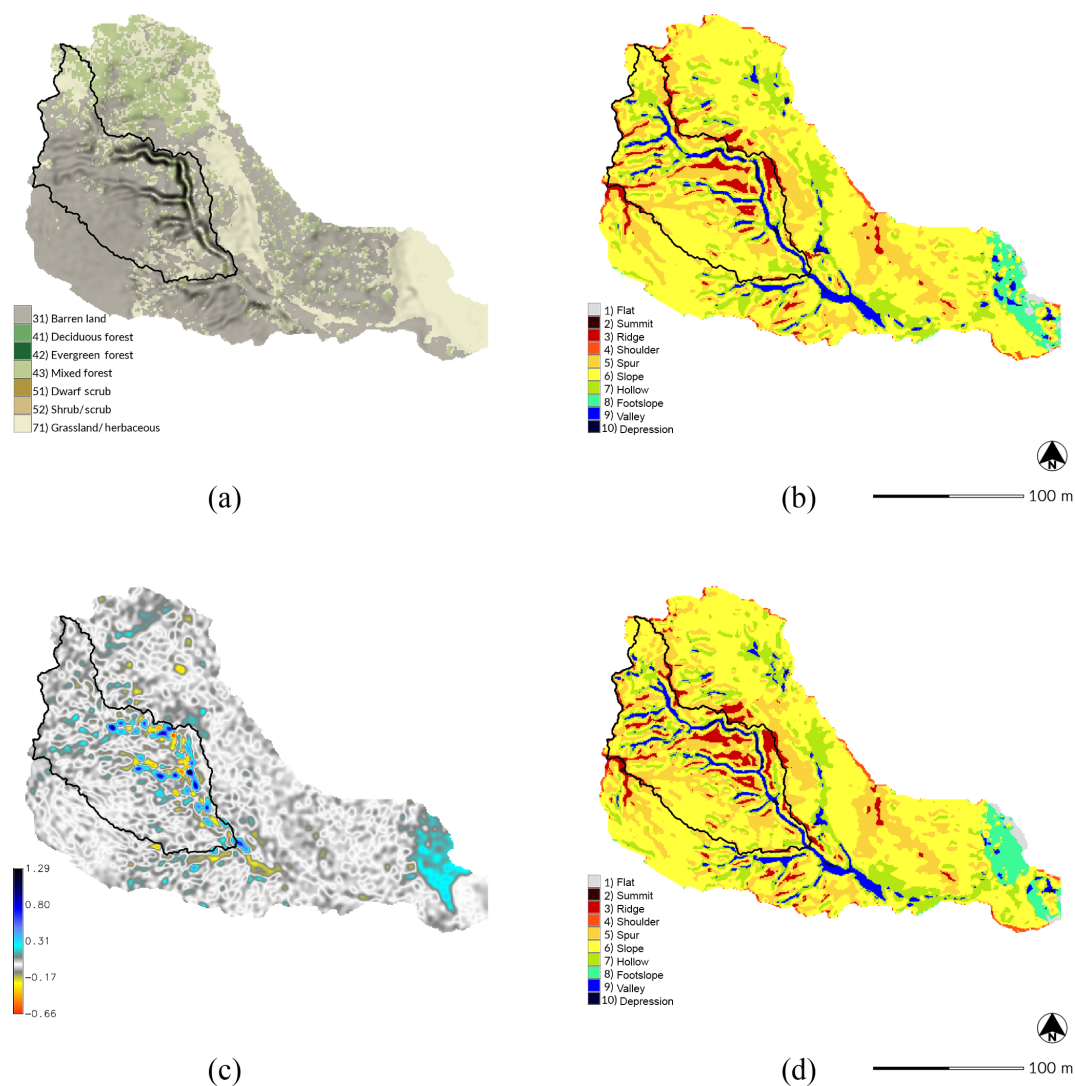 31) Barren land
41) Deciduous forest
42) Evergreen forest
43) Mixed forest
51) Dwarf scrub
52) Shrub/scrub
71) Grassland/herbaceous
(a)
1) Flat
2) Summit
3) Ridge
4) Shoulder
5) Spur
6) Slope
7) Hollow
8) Footslope
9) Valley
10) Depression
N
100 m
(b)
1.29
0.80
0.31
-0.17
-0.66
(c)
1) Flat
2) Summit
3) Ridge
4) Shoulder
5) Spur
6) Slope
7) Hollow
8) Footslope
9) Valley
10) Depression
N
100 m
(d)